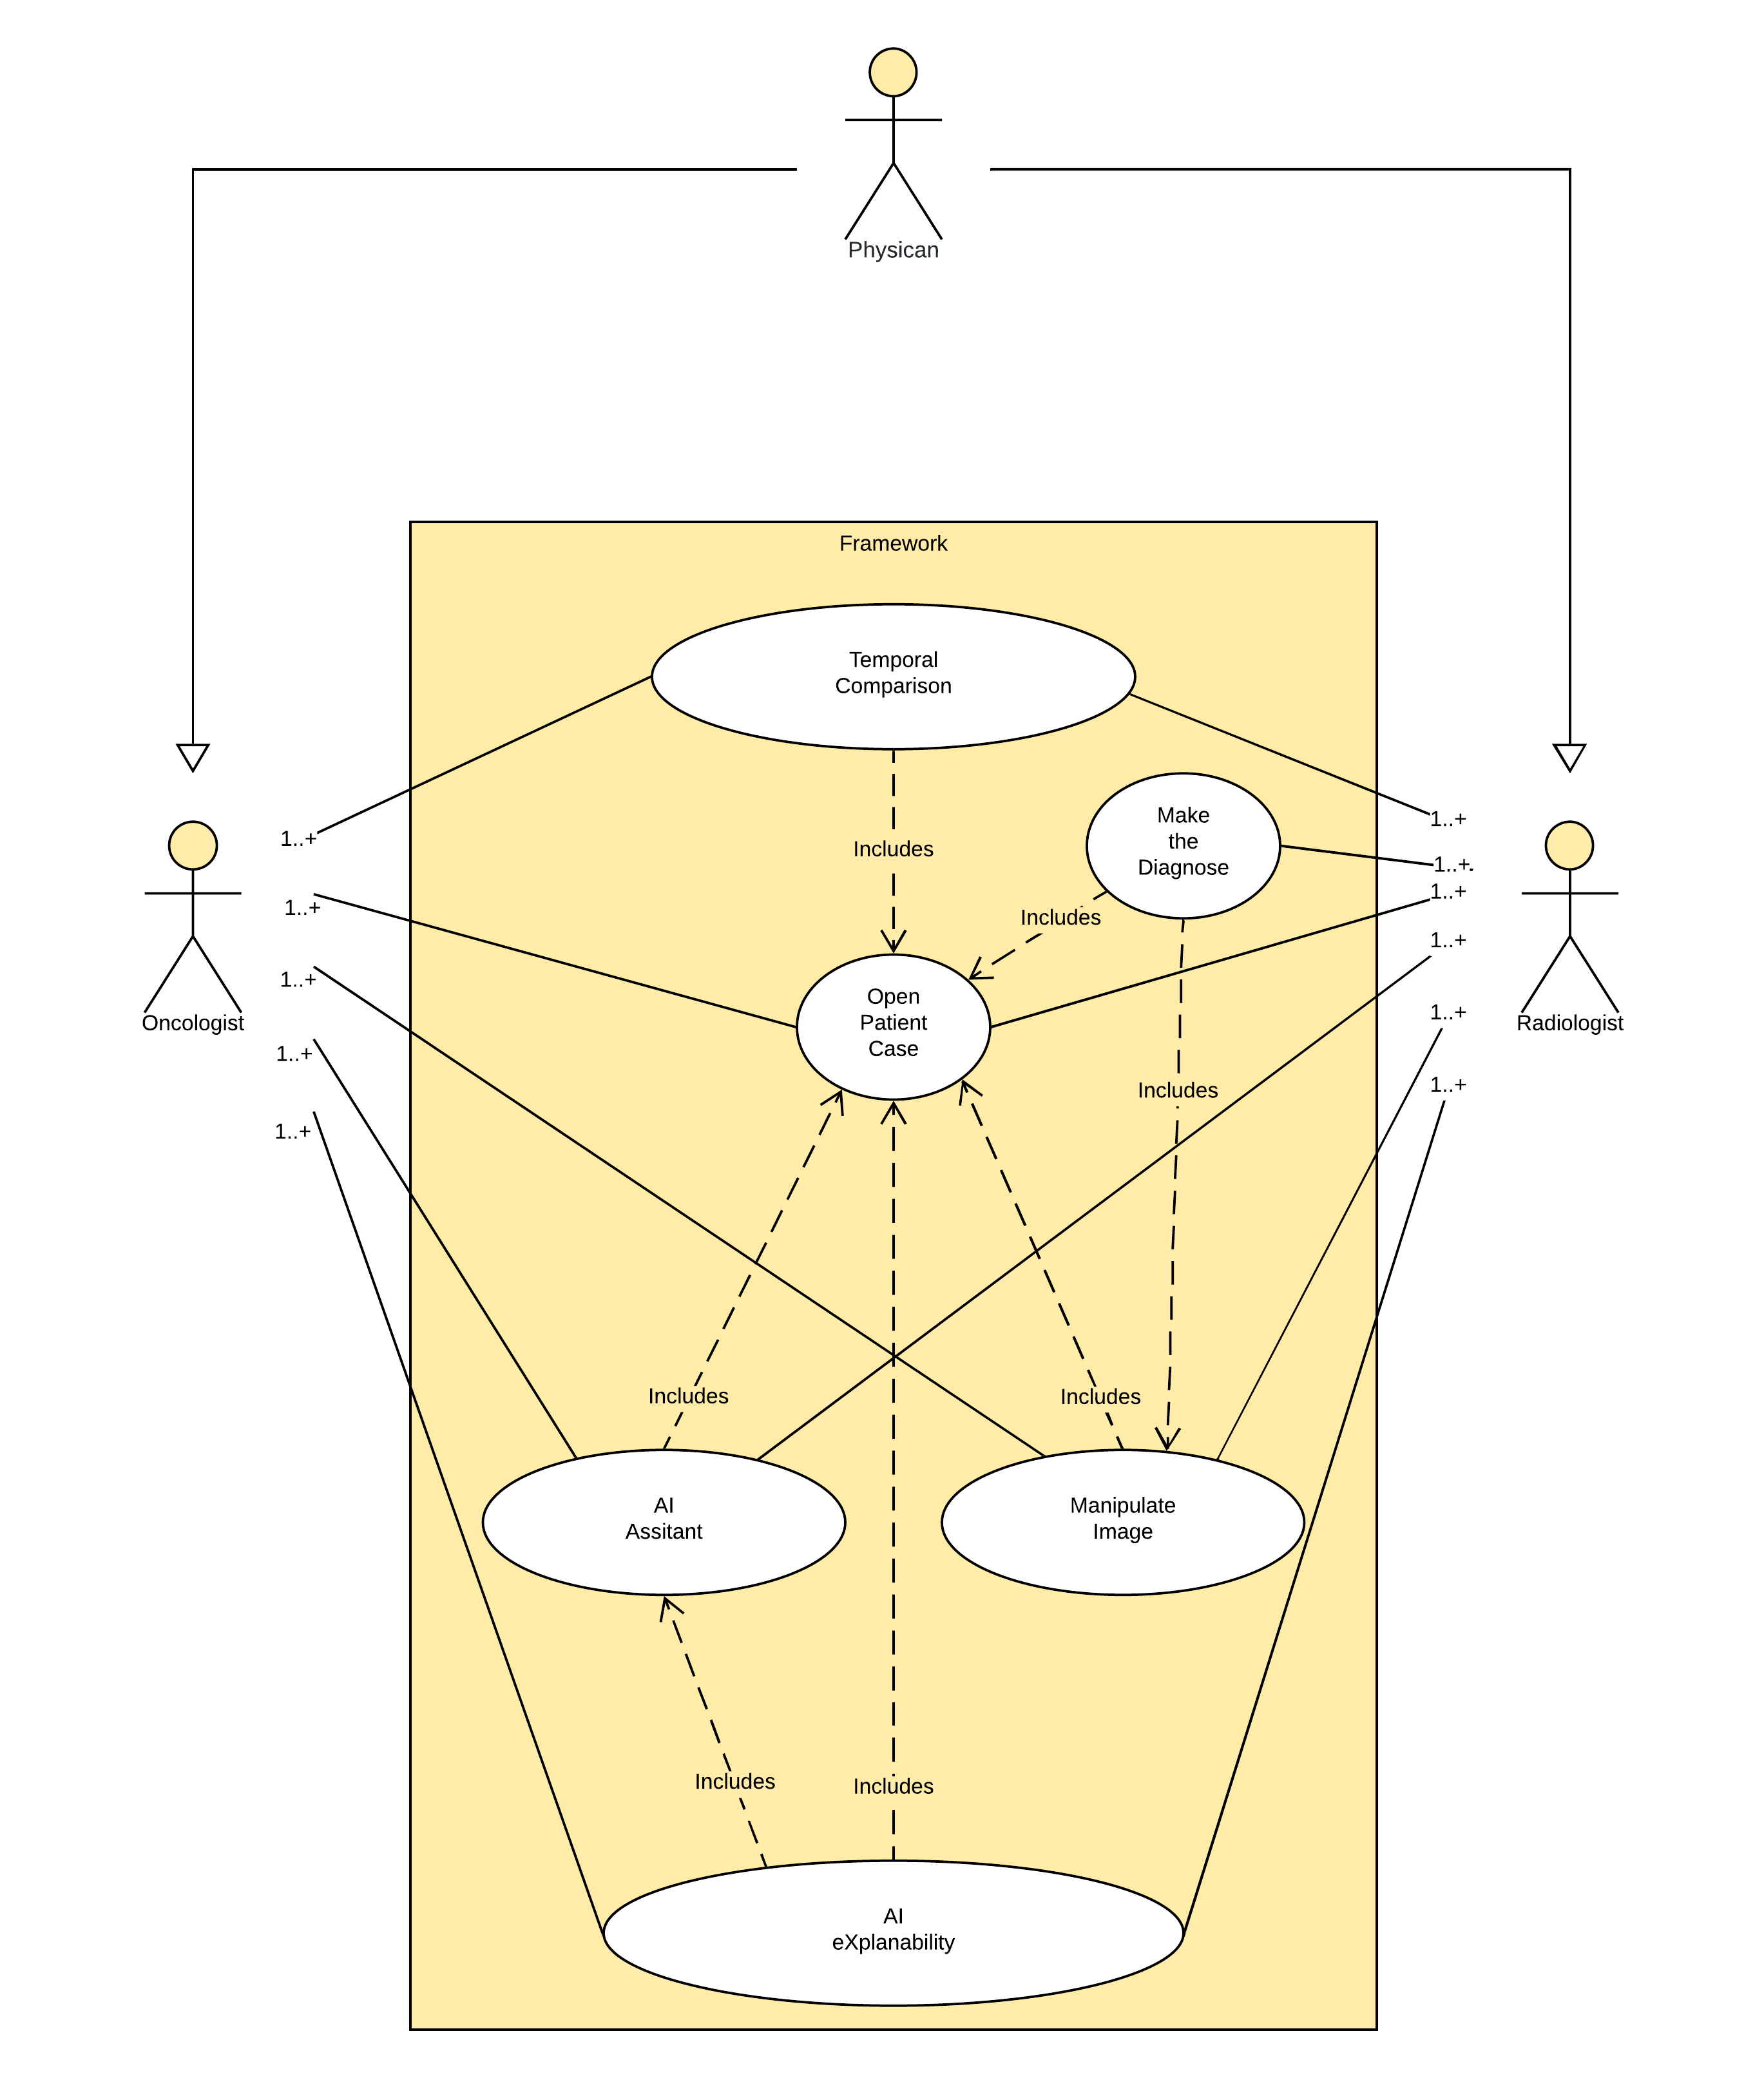 Physican
Framework
Temporal
Comparison
Make
the
Diagnose
1..+
1..+
1..+.
1..+
Includes
Includes
1..+
1..+
1..+
1..+
1..+
1..+
1..+
Oncologist
Radiologist
Open
Patient
Case
Includes
Includes
Includes
AI
Assitant
Manipulate
Image
Includes
Includes
AI
eXplanability